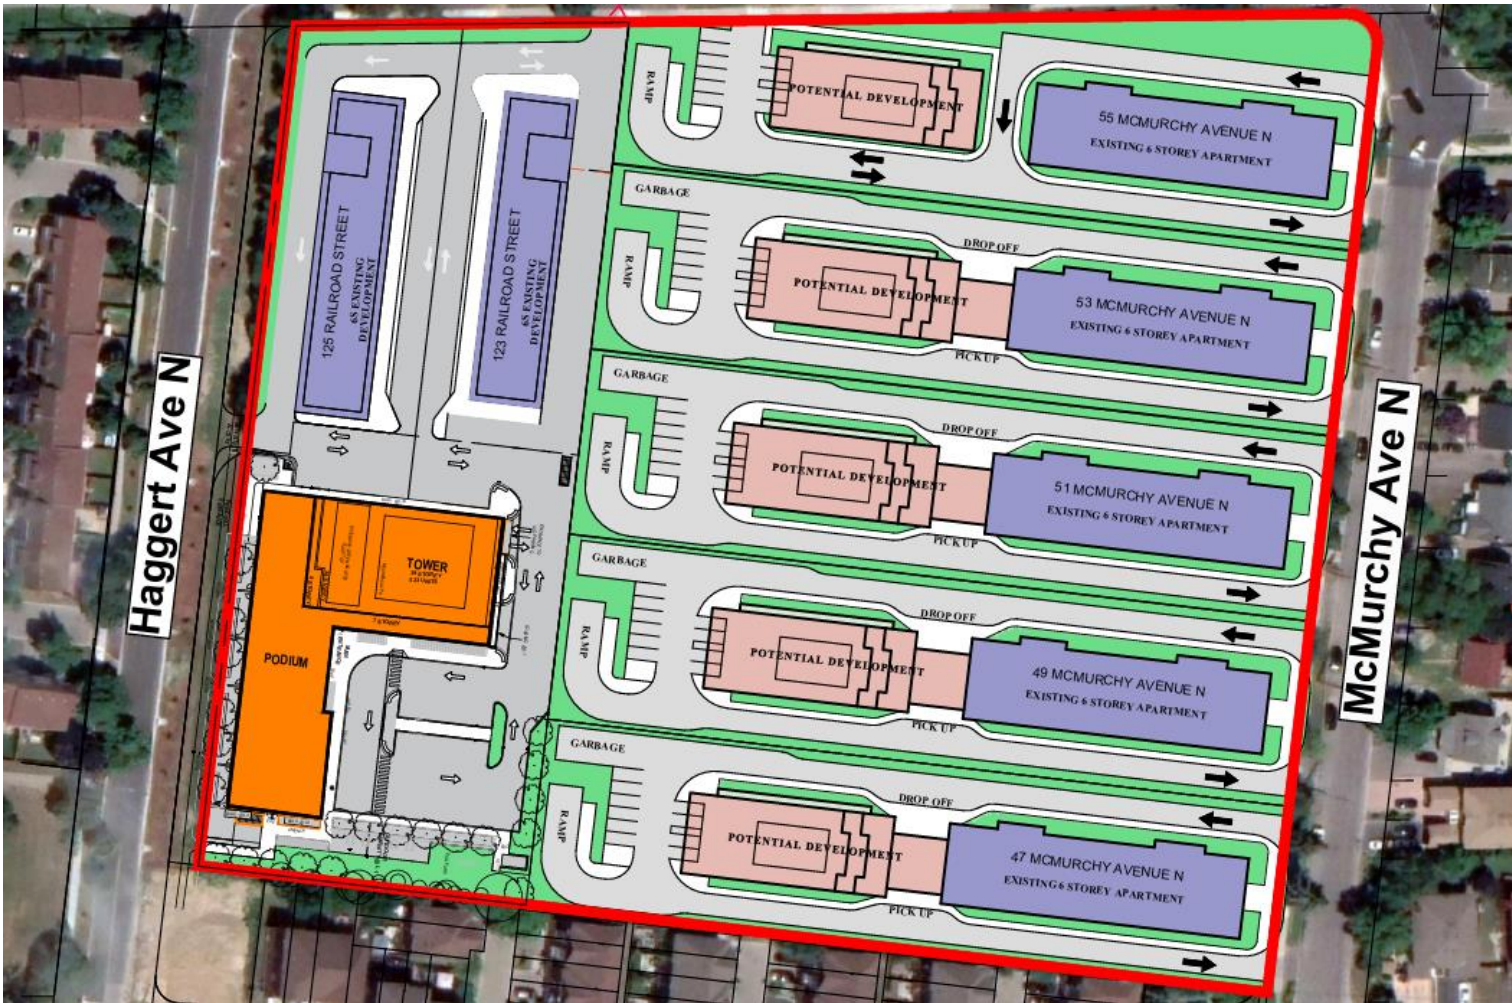 RAMP
POTENTIAL DEVELOPMENT
55 MCMURCHY AVENUE N
EXISTING 6 STOREY APARTMENT
125 RAILROAD STREET
6S EXISTING
DEVELOPMENT
123 RAILROAD STREET
6S EXISTING
DEVELOPMENT
GARBAGE
RAMP
DROP OFF
POTENTIAL DEVELOPMENT
53 MCMURCHY AVENUE N
EXISTING 6 STOREY APARTMENT
PICK UP
GARBAGE
RAMP
DROP OFF
POTENTIAL DEVELOPMENT
51 MCMURCHY AVENUE N
EXISTING 6 STOREY APARTMENT
PICK UP
Haggert Ave N
McMurchy Ave N
TOWER
PODIUM
GARBAGE
RAMP
DROP OFF
POTENTIAL DEVELOPMENT
49 MCMURCHY AVENUE N
EXISTING 6 STOREY APARTMENT
PICK UP
GARBAGE
RAMP
DROP OFF
POTENTIAL DEVELOPMENT
47 MCMURCHY AVENUE N
EXISTING 6 STOREY APARTMENT
PICK UP